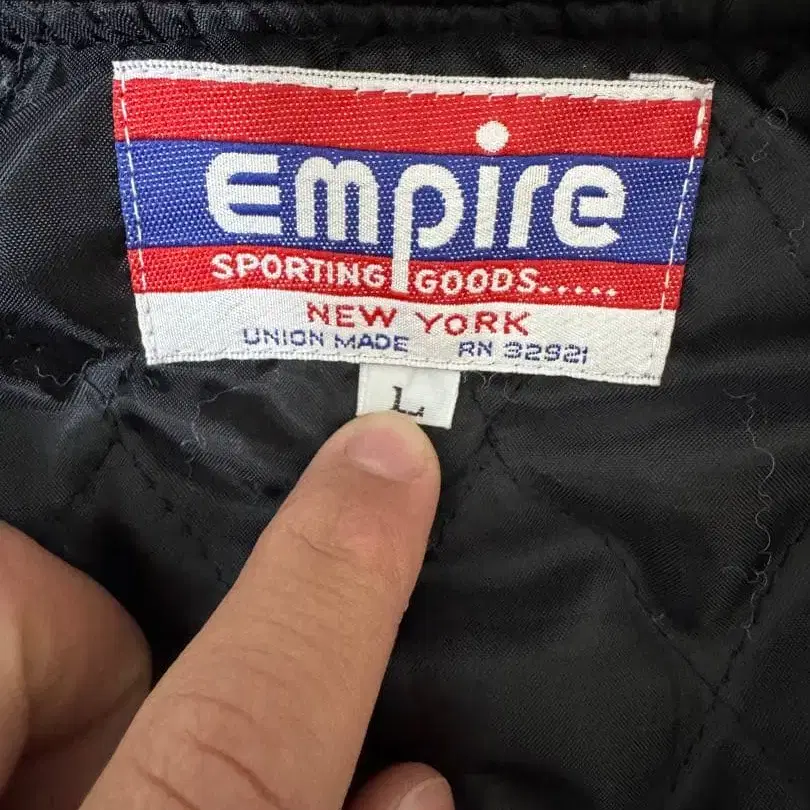 Empire
SPORTING GOODS.....
NEW YORK
UNION MADE RN 32921
L